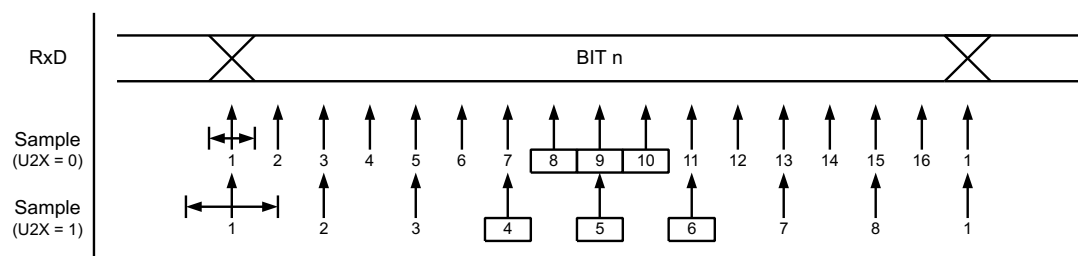 RxD BIT n
Sample
(U2X = 0) 1 2 3 4 5 6 7 8 9 10 11 12 13 14 15 16 1
Sample
(U2X = 1) 1 2 3 4 5 6 7 8 1